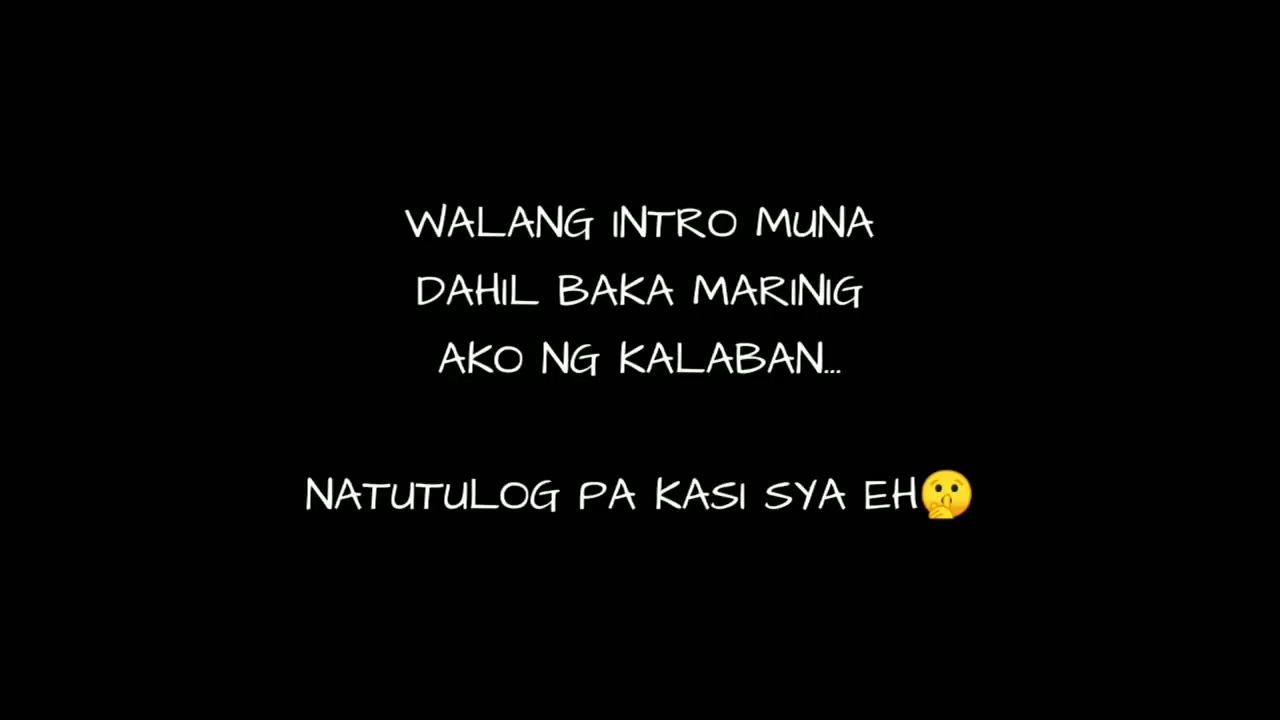 WALANG INTRO MUNA
DAHIL BAKA MARINIG
AKO NG KALABAN...
NATUTULOG PA KASI SYA EH🤫